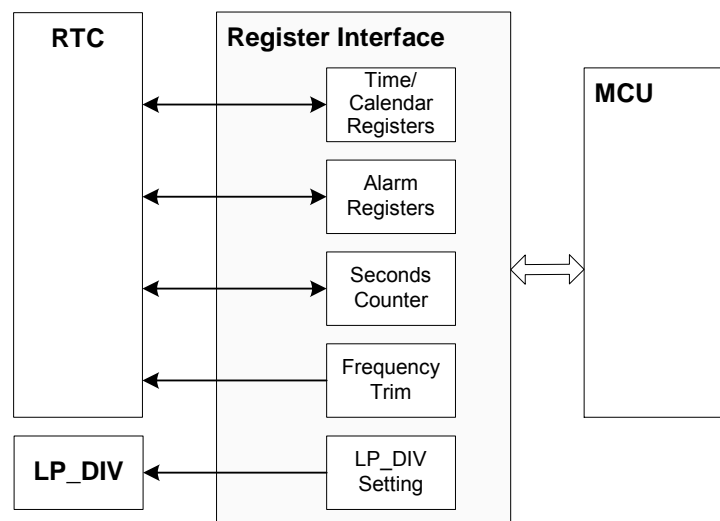 RTC
Register Interface
Time/
Calendar
Registers
MCU
Alarm
Registers
Seconds
Counter
Frequency
Trim
LP_DIV
LP_DIV
Setting